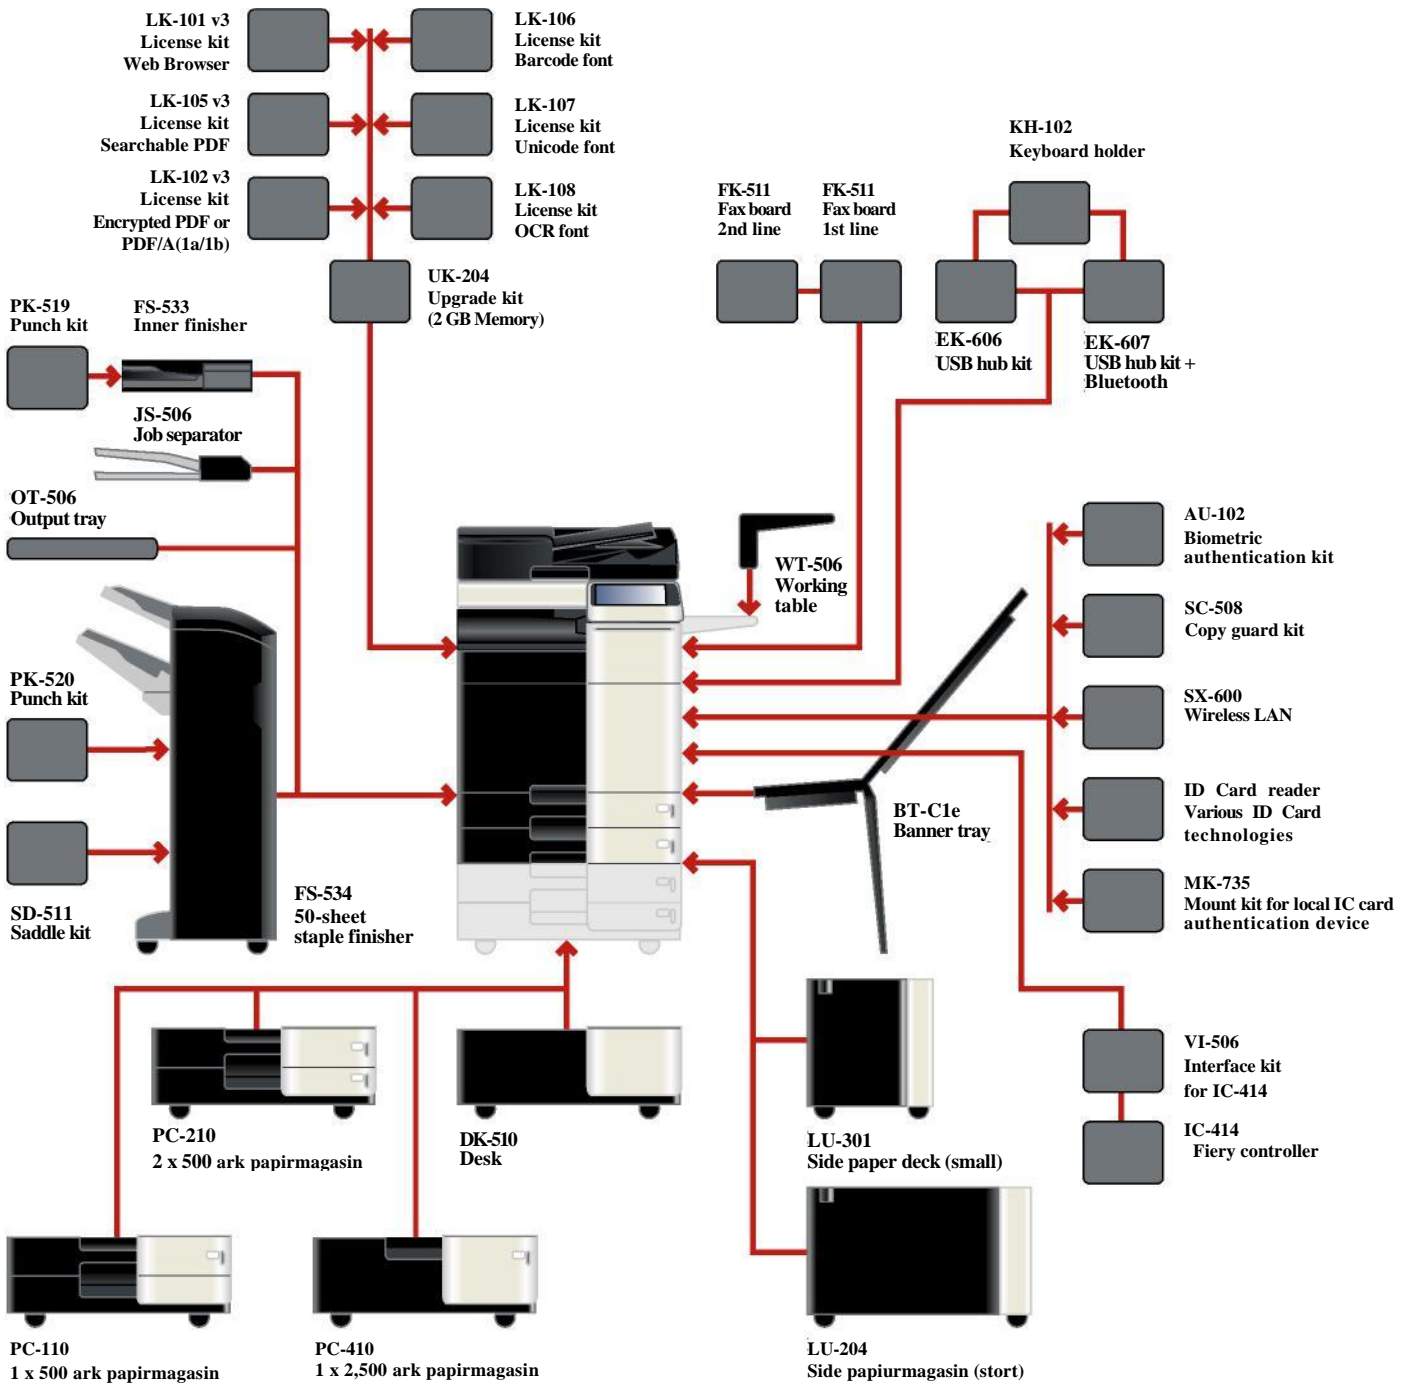 LK-101 v3
License kit
Web Browser
LK-106
License kit
Barcode font
LK-105 v3
License kit
Searchable PDF
LK-107
License kit
Unicode font
LK-102 v3
License kit
Encrypted PDF or
PDF/A(1a/1b)
LK-108
License kit
OCR font
UK-204
Upgrade kit
(2 GB Memory)
FK-511
Fax board
2nd line
FK-511
Fax board
1st line
KH-102
Keyboard holder
EK-606
USB hub kit
EK-607
USB hub kit +
Bluetooth
PK-519
Punch kit
FS-533
Inner finisher
JS-506
Job separator
OT-506
Output tray
WT-506
Working
table
AU-102
Biometric
authentication kit
SC-508
Copy guard kit
SX-600
Wireless LAN
ID Card reader
Various ID Card
technologies
MK-735
Mount kit for local IC card
authentication device
PK-520
Punch kit
SD-511
Saddle kit
FS-534
50-sheet
staple finisher
BT-C1e
Banner tray
VI-506
Interface kit
for IC-414
IC-414
Fiery controller
PC-210
2 x 500 ark papirmagasin
DK-510
Desk
LU-301
Side paper deck (small)
PC-110
1 x 500 ark papirmagasin
PC-410
1 x 2,500 ark papirmagasin
LU-204
Side papiurmagasin (stort)